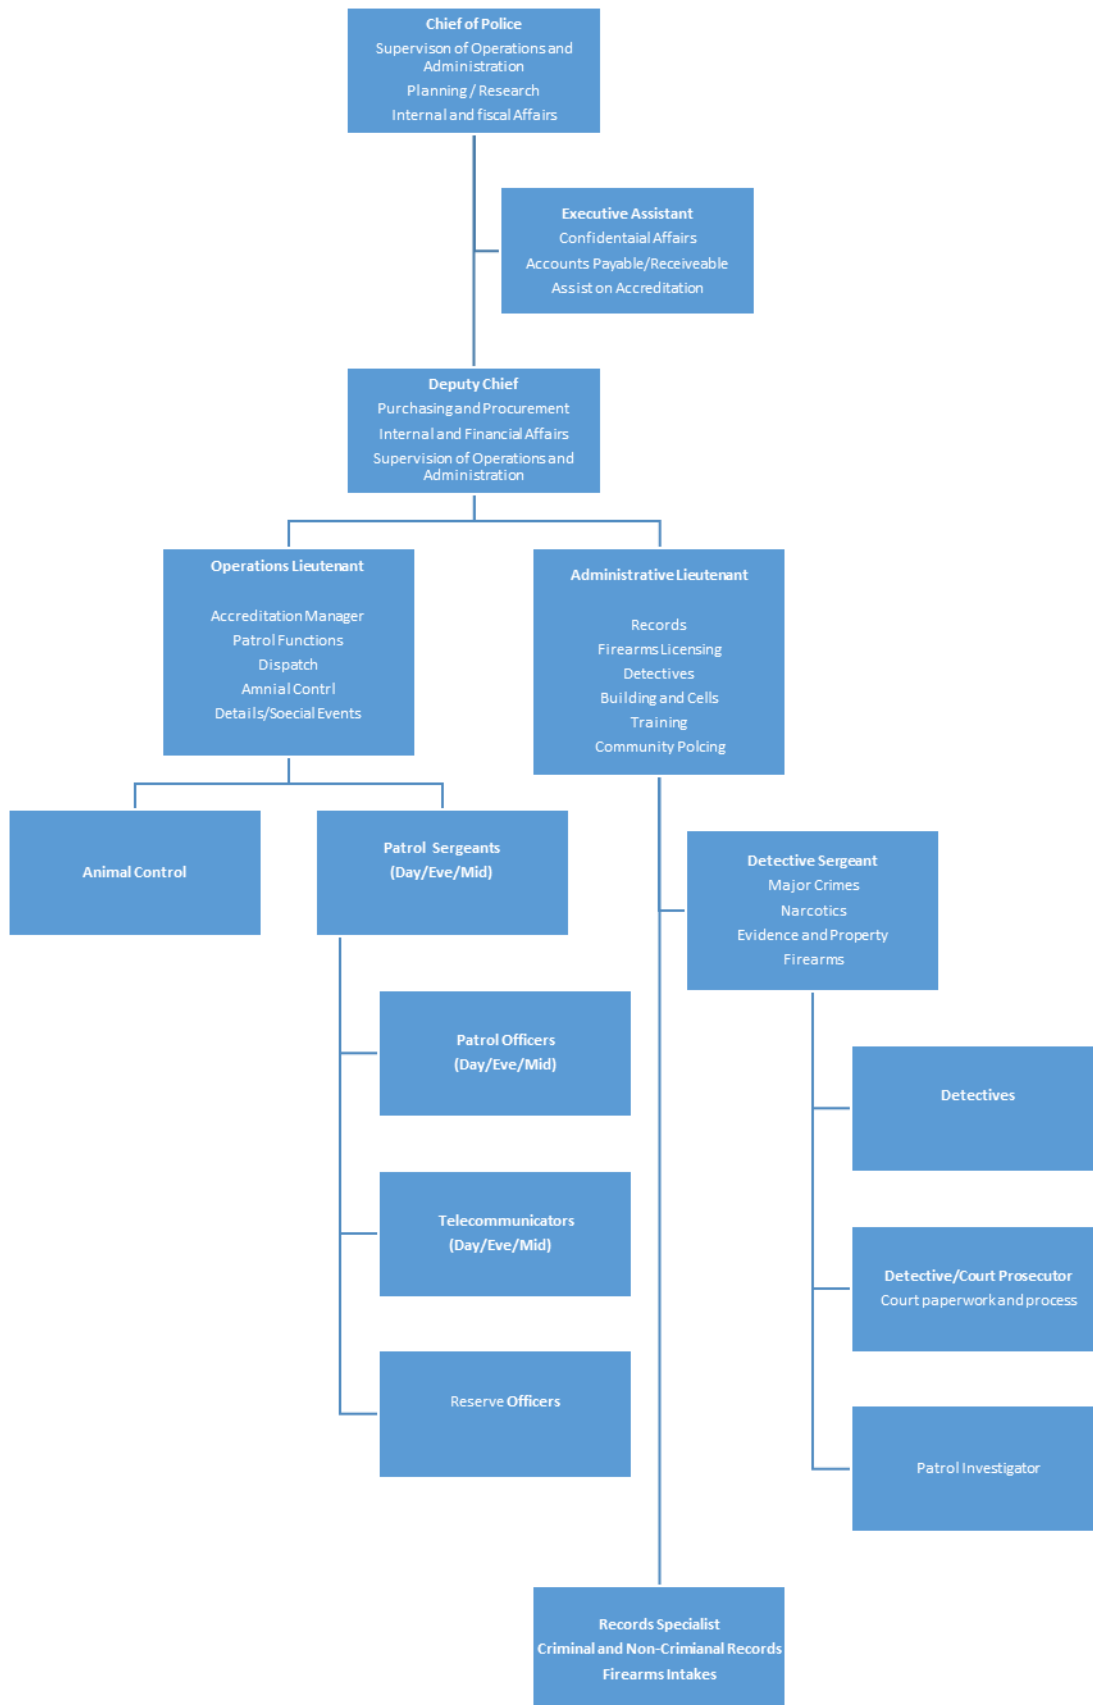 Chief of Police
Supervison of Operations and
Administration
Planning / Research
Internal and fiscal Affairs
Executive Assistant
Confidentaial Affairs
Accounts Payable/Receiveable
Assist on Accreditation
Deputy Chief
Purchasing and Procurement
Internal and Financial Affairs
Supervision of Operations and
Administration
Operations Lieutenant
Accreditation Manager
Patrol Functions
Dispatch
Amnial Contrl
Details/Soecial Events
Administrative Lieutenant
Records
Firearms Licensing
Detectives
Building and Cells
Training
Community Polcing
Animal Control
Patrol Sergeants
(Day/Eve/Mid)
Detective Sergeant
Major Crimes
Narcotics
Evidence and Property
Firearms
Patrol Officers
(Day/Eve/Mid)
Telecommunicators
(Day/Eve/Mid)
Reserve Officers
Detectives
Detective/Court Prosecutor
Court paperwork and process
Patrol Investigator
Records Specialist
Criminal and Non-Crimianal Records
Firearms Intakes